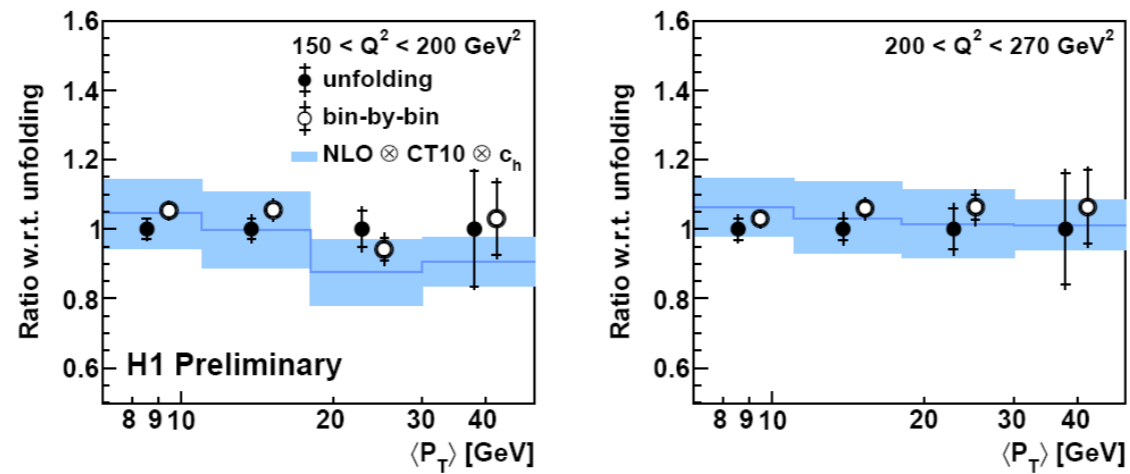 Ratio w.r.t. unfolding
1.6
1.4
1.2
1
0.8
0.6
150 < Q² < 200 GeV²
unfolding
bin-by-bin
NLO ⊗ CT10 ⊗ cₕ
H1 Preliminary
8 9 10 20 30 40
⟨P_T⟩ [GeV]
Ratio w.r.t. unfolding
1.6
1.4
1.2
1
0.8
0.6
200 < Q² < 270 GeV²
8 9 10 20 30 40
⟨P_T⟩ [GeV]